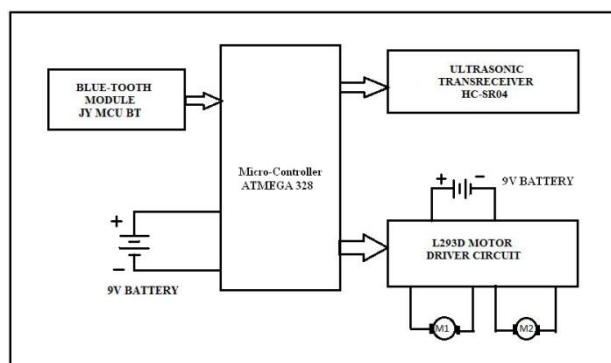 BLUE-TOOTH
MODULE
JY MCU BT
Micro-Controller
ATMEGA 328
ULTRASONIC
TRANSRECEIVER
HC-SR04
+
−
9V BATTERY
+ −
9V BATTERY
L293D MOTOR
DRIVER CIRCUIT
M1
M2